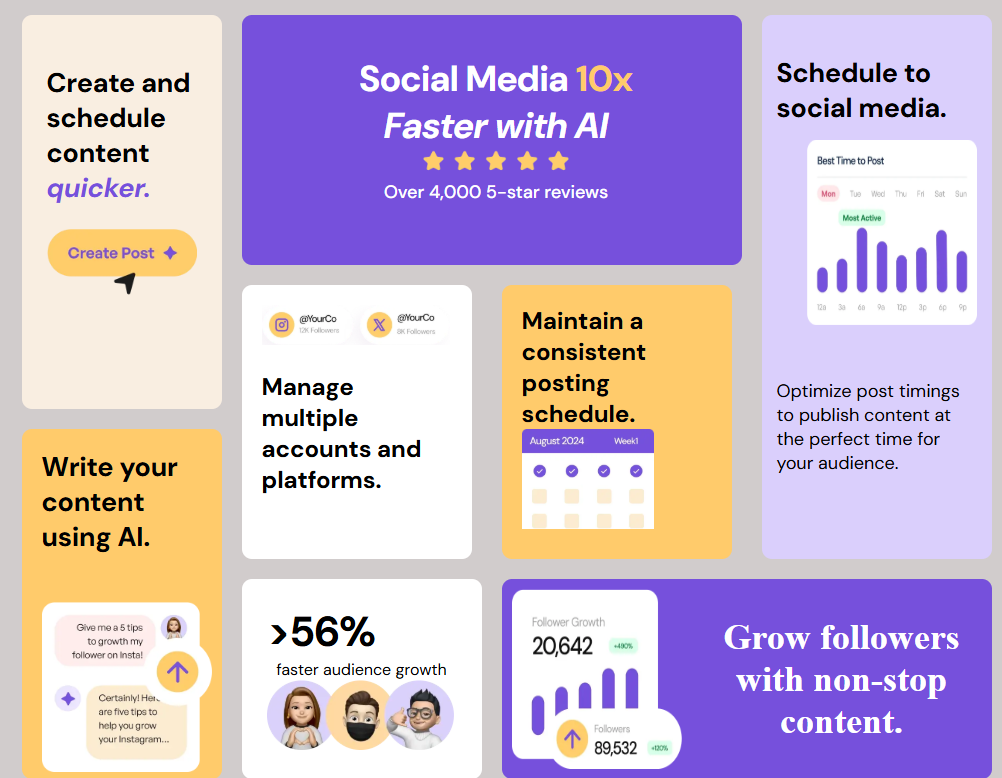 Create and
schedule
content
quicker.
Create Post
Social Media 10x
Faster with AI
Over 4,000 5-star reviews
Schedule to
social media.
Best Time to Post
Mon Tue Wed Thu Fri Sat Sun
Most Active
12a 3a 6a 9a 12p 3p 6p 9p
Optimize post timings
to publish content at
the perfect time for
your audience.
@YourCo
12K Followers
@YourCo
8K Followers
Manage
multiple
accounts and
platforms.
Maintain a
consistent
posting
schedule.
August 2024 Week1
Write your
content
using AI.
Give me a 5 tips
to growth my
follower on Insta!
Certainly!
are five tips to
help you grow
your Instagram...
>56%
faster audience growth
Follower Growth
20,642 +490%
Followers
89,532 +120%
Grow followers
with non-stop
content.